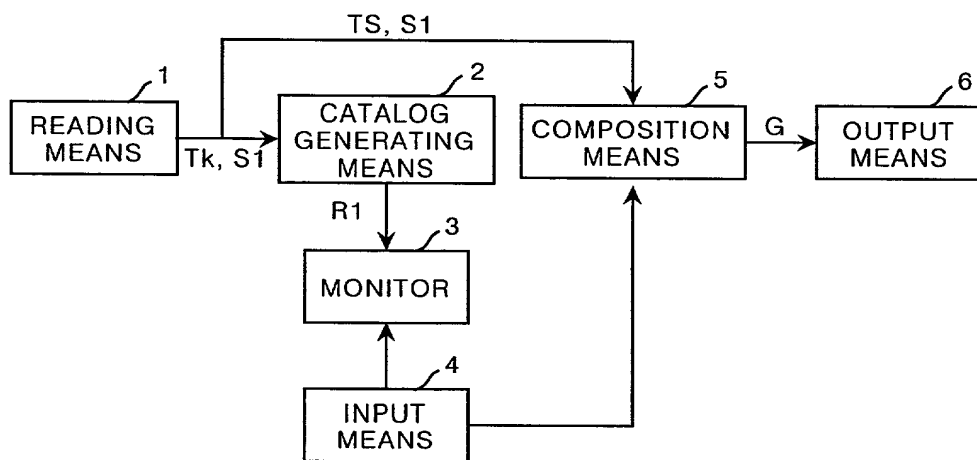 TS, S1
1
READING
MEANS
Tk, S1
2
CATALOG
GENERATING
MEANS
5
COMPOSITION
MEANS
G
6
OUTPUT
MEANS
R1
3
MONITOR
4
INPUT
MEANS